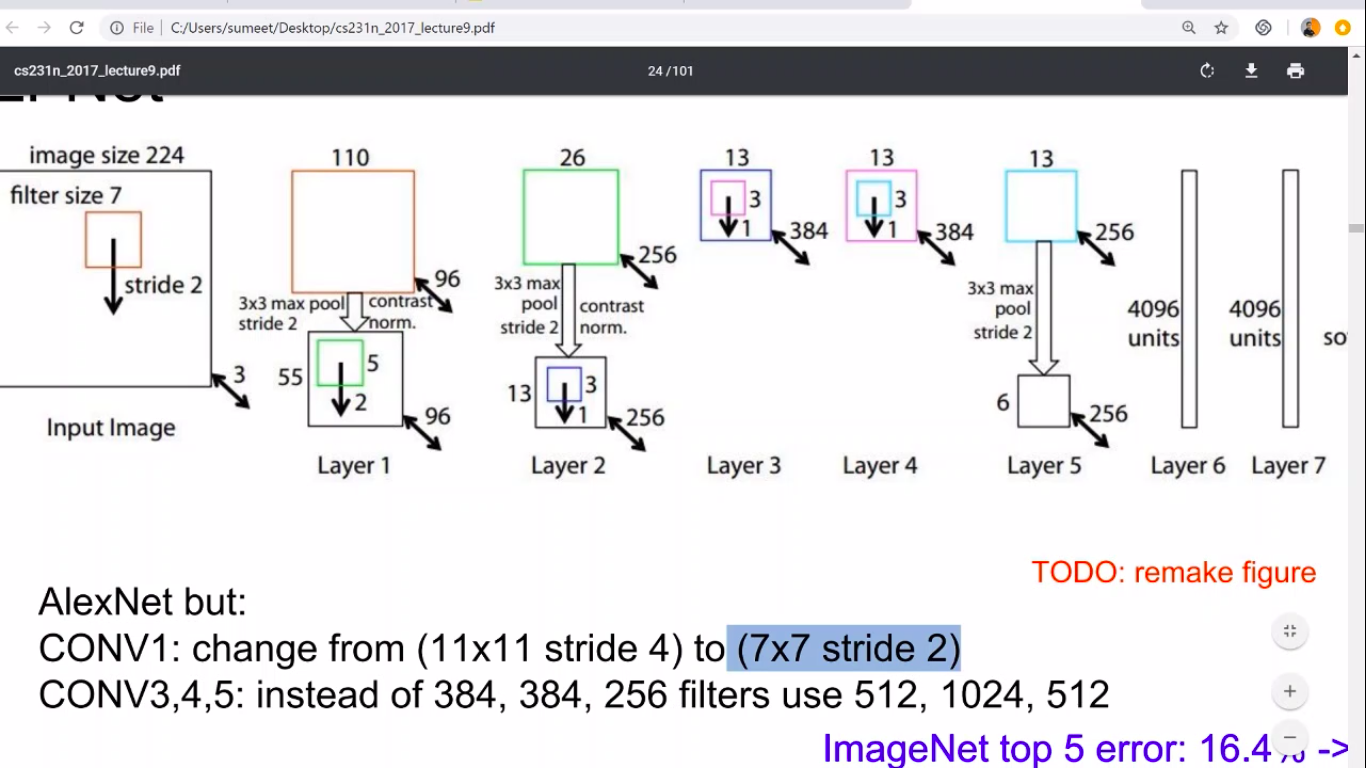 File C:/Users/sumeet/Desktop/cs231n_2017_lecture9.pdf
cs231n_2017_lecture9.pdf
24 / 101
image size 224
filter size 7
stride 2
3
Input Image
110
96
3x3 max pool
stride 2
contrast
norm.
55
5
2
96
Layer 1
26
256
3x3 max
pool
stride 2
contrast
norm.
13
3
1
256
Layer 2
13
3
1
384
Layer 3
13
3
1
384
Layer 4
13
256
3x3 max
pool
stride 2
6
256
Layer 5
4096
units
Layer 6
4096
units
Layer 7
TODO: remake figure
AlexNet but:
CONV1: change from (11x11 stride 4) to (7x7 stride 2)
CONV3,4,5: instead of 384, 384, 256 filters use 512, 1024, 512
ImageNet top 5 error: 16.4% ->